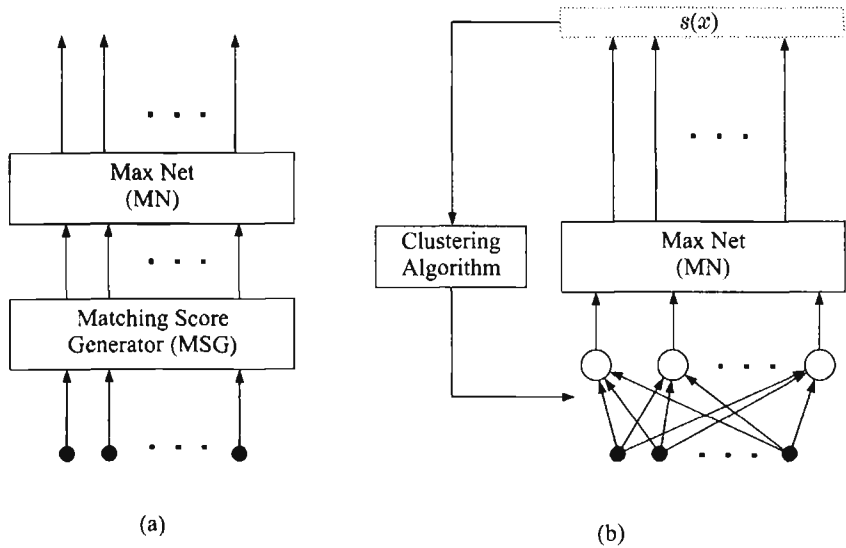 Max Net
(MN)
Matching Score
Generator (MSG)
(a)
s(x)
Clustering
Algorithm
Max Net
(MN)
(b)